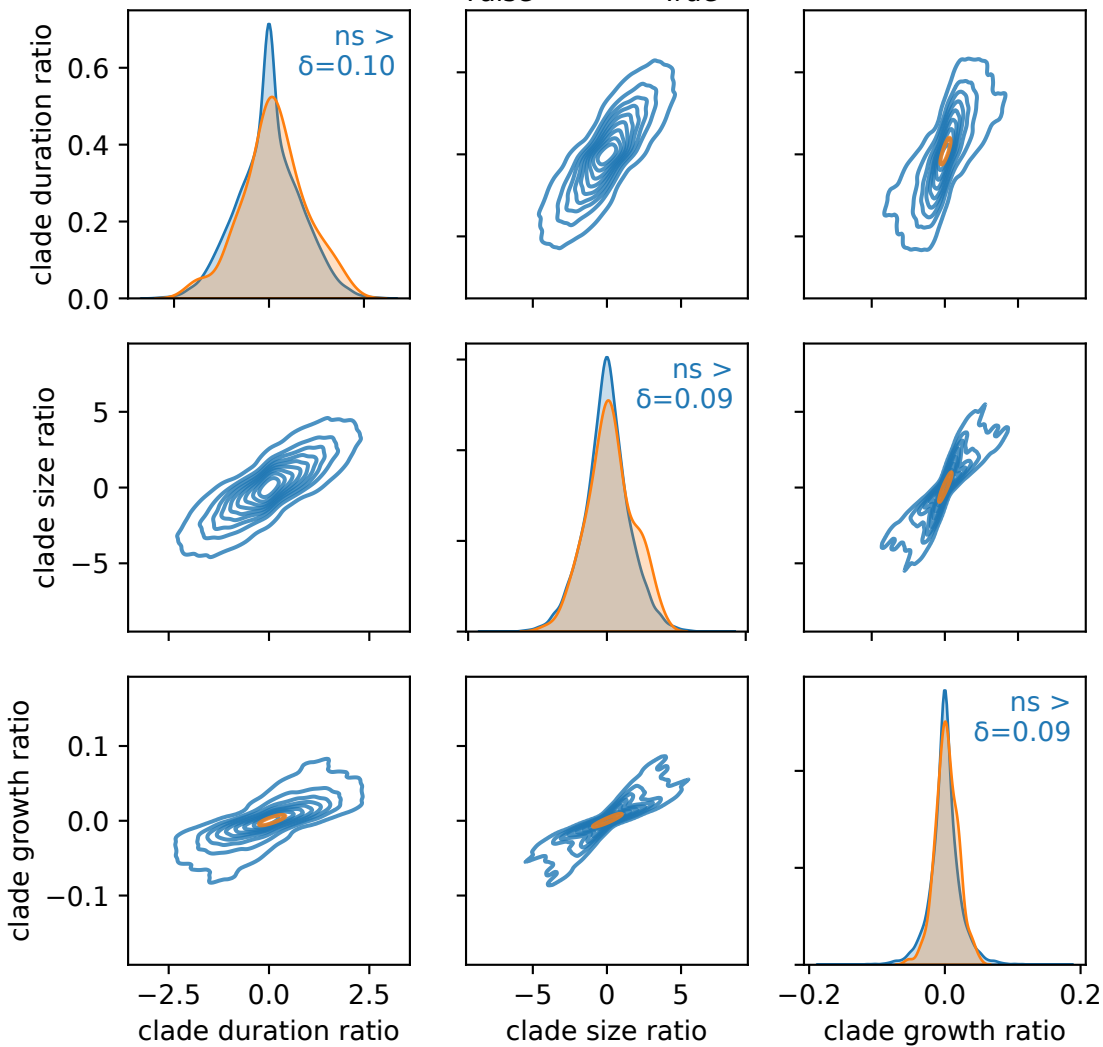 clade duration ratio
0.6
0.4
0.2
0.0
ns >
δ=0.10
clade size ratio
5
0
−5
−5
0
5
ns >
δ=0.09
clade growth ratio
0.1
0.0
−0.1
ns >
δ=0.09
−2.5
0.0
2.5
−5
0
5
−0.2
0.0
0.2
clade duration ratio
clade size ratio
clade growth ratio